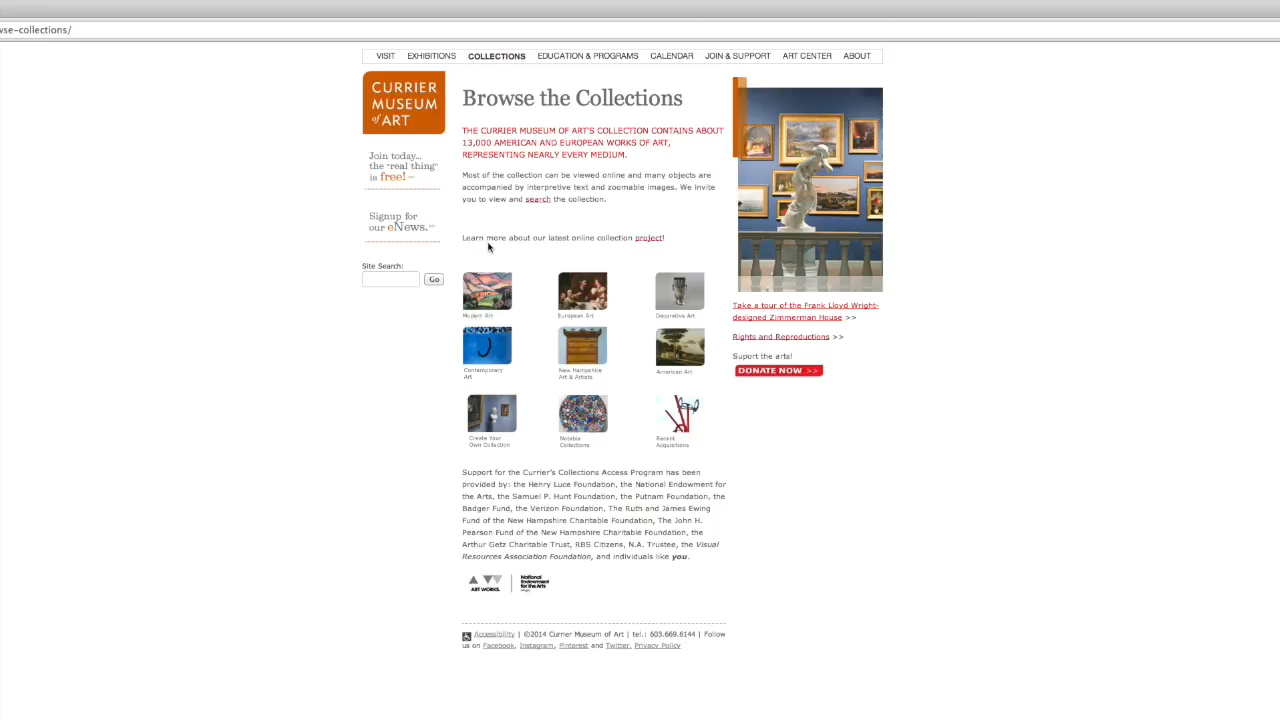 wse-collections/
VISIT EXHIBITIONS COLLECTIONS EDUCATION & PROGRAMS CALENDAR JOIN & SUPPORT ART CENTER ABOUT
CURRIER
MUSEUM
of ART
Join today...
the "real thing"
is free!
Signup for
our eNews.
Site Search:
Go
Browse the Collections
THE CURRIER MUSEUM OF ART'S COLLECTION CONTAINS ABOUT
13,000 AMERICAN AND EUROPEAN WORKS OF ART,
REPRESENTING NEARLY EVERY MEDIUM.
Most of the collection can be viewed online and many objects are
accompanied by interpretive text and zoomable images. We invite
you to view and search the collection.
Learn more about our latest online collection project!
Modern Art
European Art
Decorative Art
Contemporary
Art
New Hampshire
Art & Artists
American Art
Create Your
Own Collection
Notable
Collections
Recent
Acquisitions
Support for the Currier's Collections Access Program has been
provided by: the Henry Luce Foundation, the National Endowment for
the Arts, the Samuel P. Hunt Foundation, the Putnam Foundation, the
Badger Fund, the Verizon Foundation, The Ruth and James Ewing
Fund of the New Hampshire Charitable Foundation, The John H.
Pearson Fund of the New Hampshire Charitable Foundation, the
Arthur Getz Charitable Trust, RBS Citizens, N.A. Trustee, the Visual
Resources Association Foundation, and individuals like you.
ART WORKS.
National
Endowment
for the Arts
Accessibility | ©2014 Currier Museum of Art | tel.: 603.669.6144 | Follow
us on Facebook, Instagram, Pinterest and Twitter. Privacy Policy
Take a tour of the Frank Lloyd Wright-
designed Zimmerman House >>
Rights and Reproductions >>
Suport the arts!
DONATE NOW >>